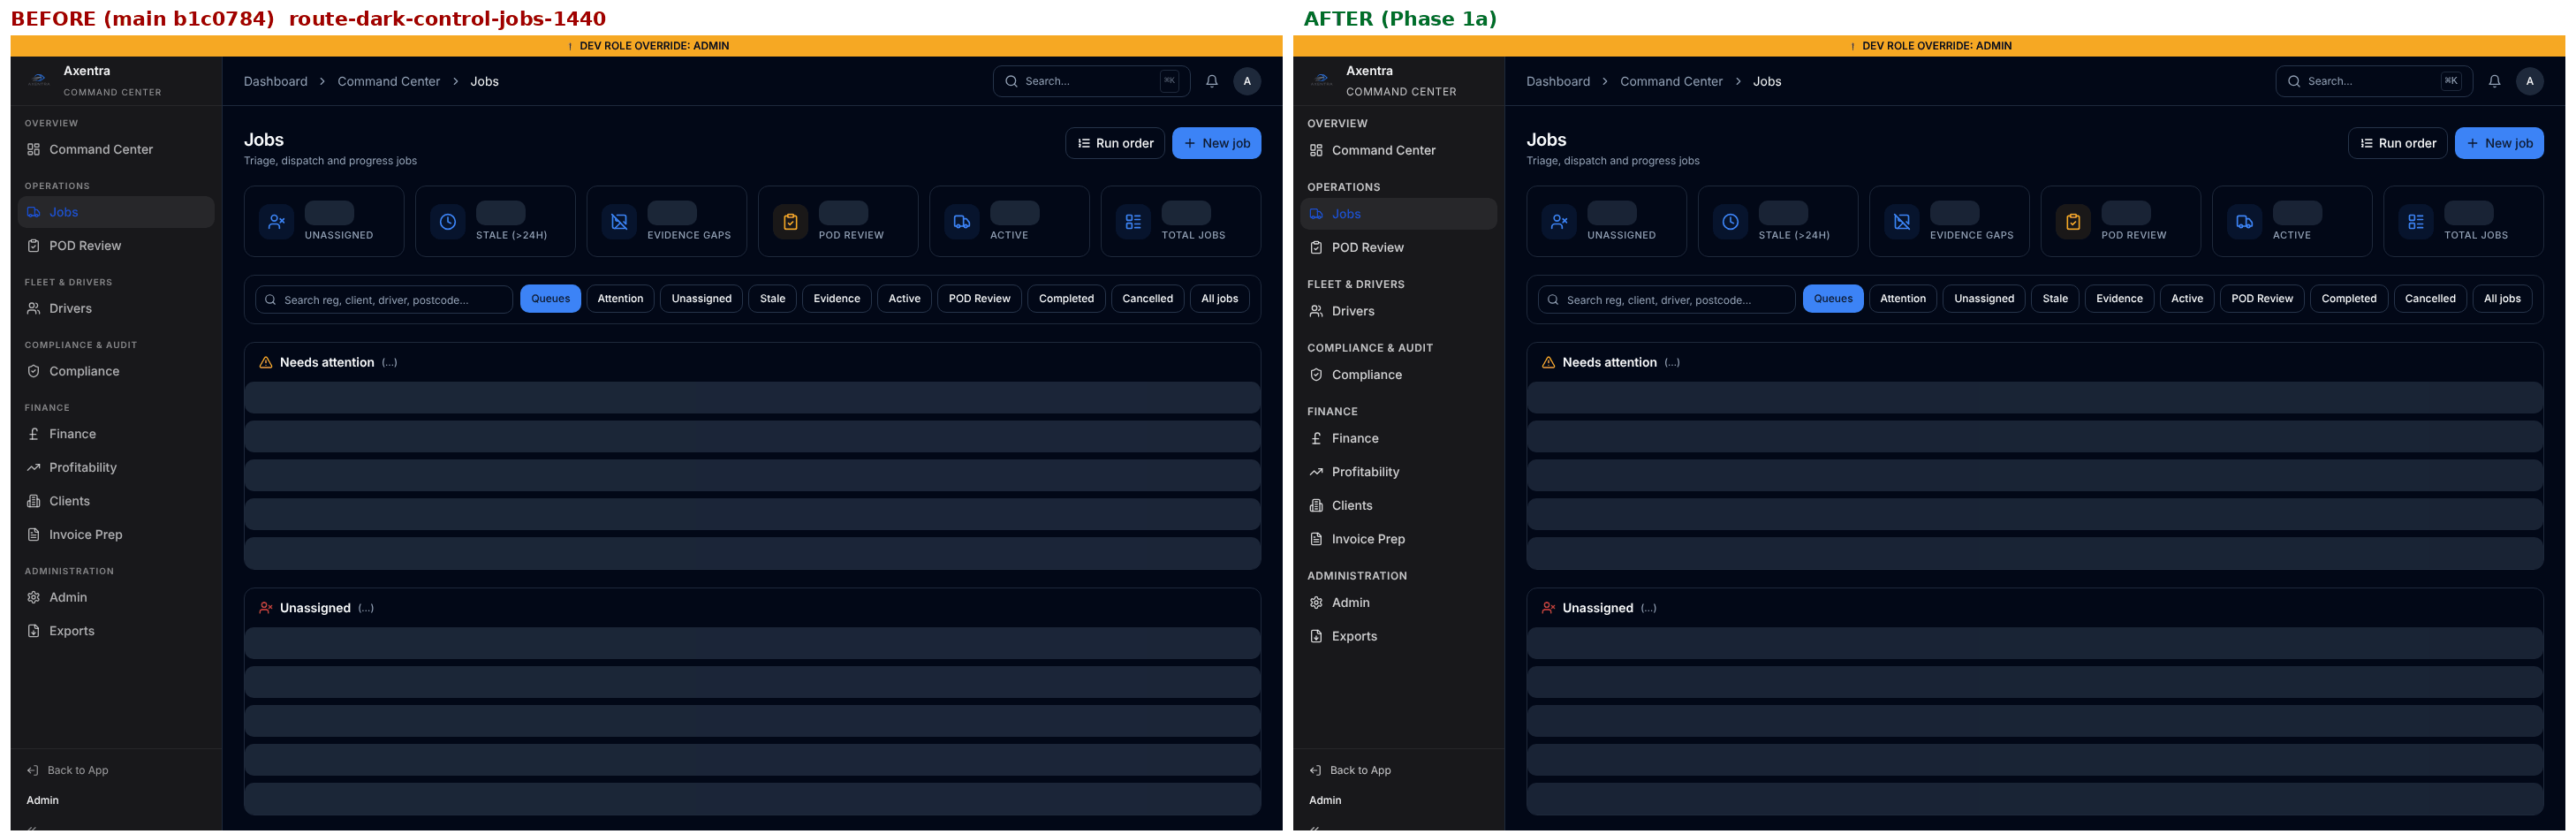 BEFORE (main b1c0784)  route-dark-control-jobs-1440
DEV ROLE OVERRIDE: ADMIN
Axentra
COMMAND CENTER
Dashboard > Command Center > Jobs
Search...
⌘K
A
OVERVIEW
Command Center
OPERATIONS
Jobs
POD Review
FLEET & DRIVERS
Drivers
COMPLIANCE & AUDIT
Compliance
FINANCE
Finance
Profitability
Clients
Invoice Prep
ADMINISTRATION
Admin
Exports
Back to App
Admin
Jobs
Triage, dispatch and progress jobs
Run order
New job
UNASSIGNED
STALE (>24H)
EVIDENCE GAPS
POD REVIEW
ACTIVE
TOTAL JOBS
Search reg, client, driver, postcode...
Queues
Attention
Unassigned
Stale
Evidence
Active
POD Review
Completed
Cancelled
All jobs
Needs attention (...)
Unassigned (...)
AFTER (Phase 1a)
DEV ROLE OVERRIDE: ADMIN
Axentra
COMMAND CENTER
Dashboard > Command Center > Jobs
Search...
⌘K
A
OVERVIEW
Command Center
OPERATIONS
Jobs
POD Review
FLEET & DRIVERS
Drivers
COMPLIANCE & AUDIT
Compliance
FINANCE
Finance
Profitability
Clients
Invoice Prep
ADMINISTRATION
Admin
Exports
Back to App
Admin
Jobs
Triage, dispatch and progress jobs
Run order
New job
UNASSIGNED
STALE (>24H)
EVIDENCE GAPS
POD REVIEW
ACTIVE
TOTAL JOBS
Search reg, client, driver, postcode...
Queues
Attention
Unassigned
Stale
Evidence
Active
POD Review
Completed
Cancelled
All jobs
Needs attention (...)
Unassigned (...)